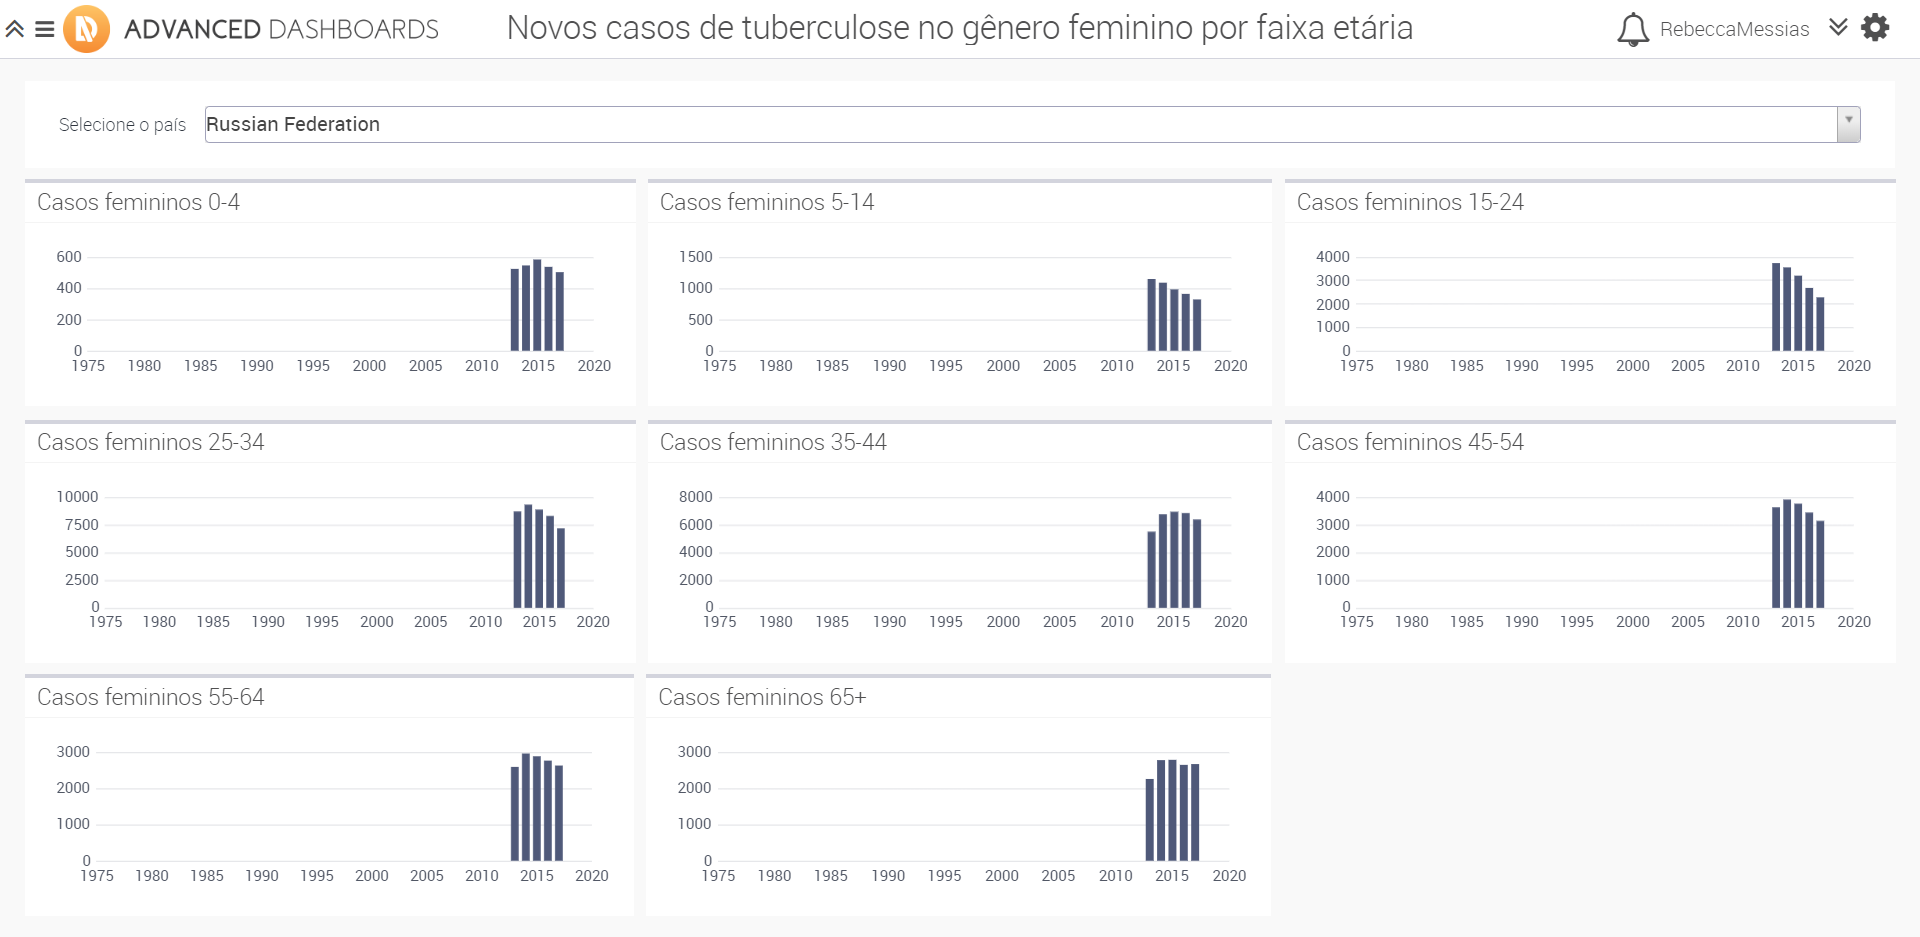 ADVANCED DASHBOARDS
Novos casos de tuberculose no gênero feminino por faixa etária
RebeccaMessias
Selecione o país
Russian Federation
Casos femininos 0-4
600
400
200
0
1975 1980 1985 1990 1995 2000 2005 2010 2015 2020
Casos femininos 5-14
1500
1000
500
0
1975 1980 1985 1990 1995 2000 2005 2010 2015 2020
Casos femininos 15-24
4000
3000
2000
1000
0
1975 1980 1985 1990 1995 2000 2005 2010 2015 2020
Casos femininos 25-34
10000
7500
5000
2500
0
1975 1980 1985 1990 1995 2000 2005 2010 2015 2020
Casos femininos 35-44
8000
6000
4000
2000
0
1975 1980 1985 1990 1995 2000 2005 2010 2015 2020
Casos femininos 45-54
4000
3000
2000
1000
0
1975 1980 1985 1990 1995 2000 2005 2010 2015 2020
Casos femininos 55-64
3000
2000
1000
0
1975 1980 1985 1990 1995 2000 2005 2010 2015 2020
Casos femininos 65+
3000
2000
1000
0
1975 1980 1985 1990 1995 2000 2005 2010 2015 2020